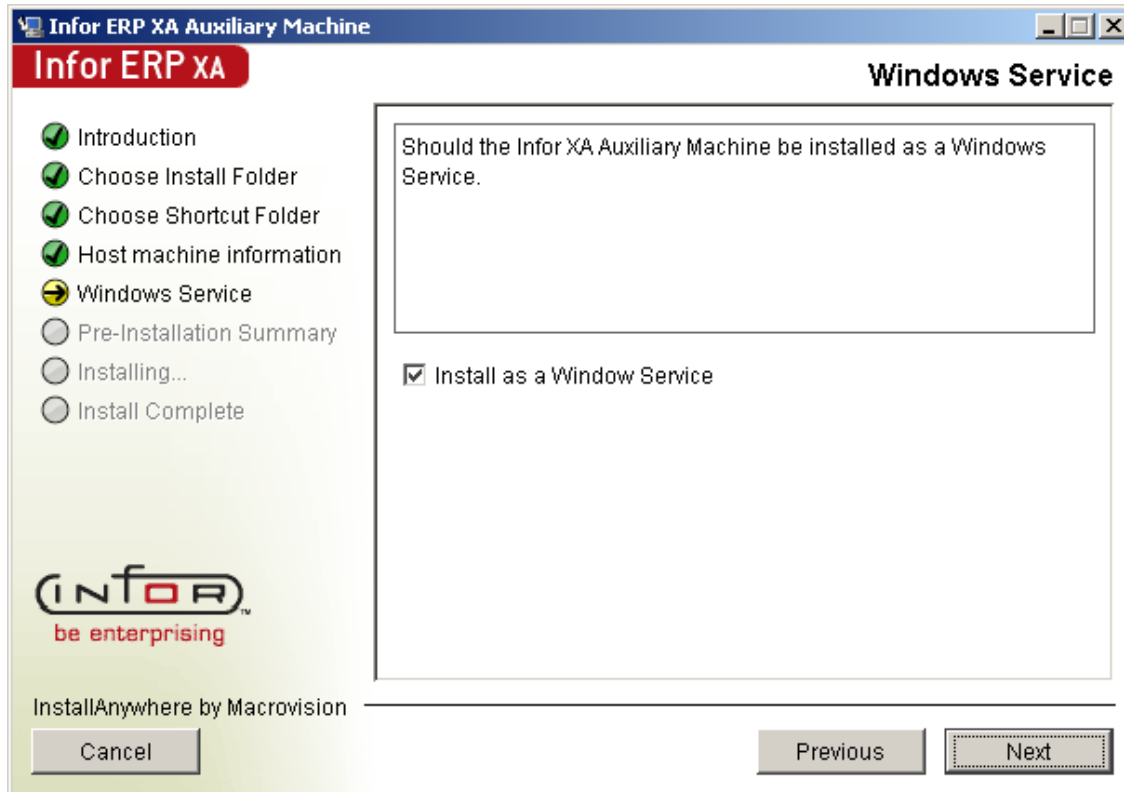 Infor ERP XA Auxiliary Machine
Infor ERP XA
Windows Service
Introduction
Choose Install Folder
Choose Shortcut Folder
Host machine information
Windows Service
Pre-Installation Summary
Installing...
Install Complete
Should the Infor XA Auxiliary Machine be installed as a Windows
Service.
Install as a Window Service
infor™
be enterprising
InstallAnywhere by Macrovision
Cancel
Previous
Next